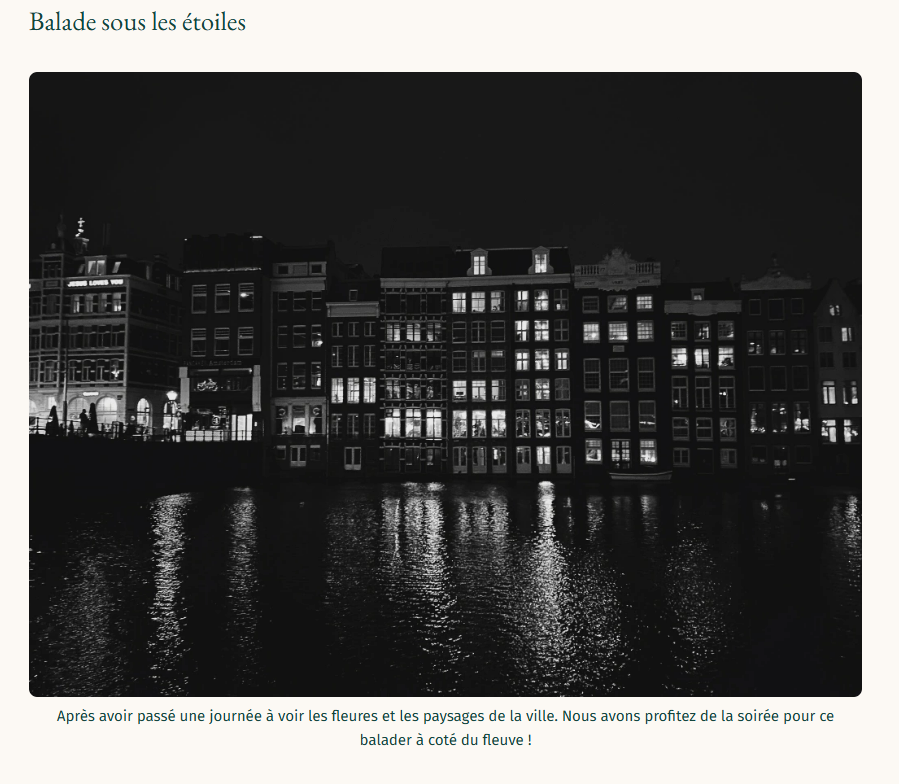 Balade sous les étoiles
JESUS LOVES YOU
Après avoir passé une journée à voir les fleures et les paysages de la ville. Nous avons profitez de la soirée pour ce
balader à coté du fleuve !